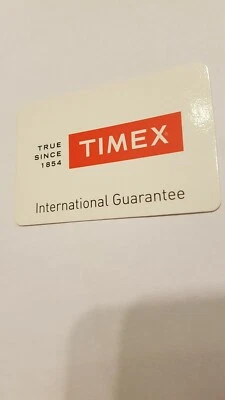 TRUE
SINCE
1854
TIMEX
International Guarantee